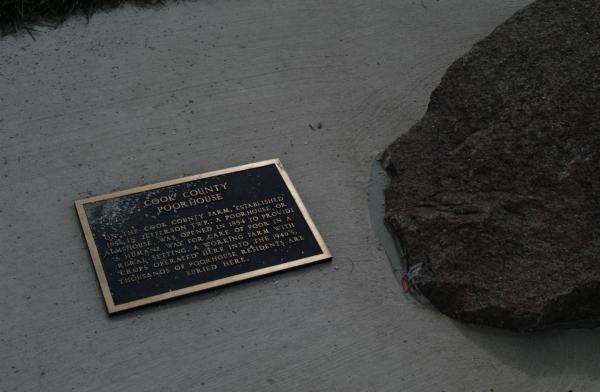 COOK COUNTY
POORHOUSE
ON THE COOK COUNTY FARM, ESTABLISHED
1851, IN JEFFERSON TWP., A POORHOUSE, OR
ALMSHOUSE, WAS OPENED IN 1854 TO PROVIDE
"A HUMANE WAY FOR CARE OF POOR IN A
RURAL SETTING. A WORKING FARM WITH
CROPS OPERATED HERE INTO THE 1940'S.
THOUSANDS OF POORHOUSE RESIDENTS ARE
BURIED HERE.